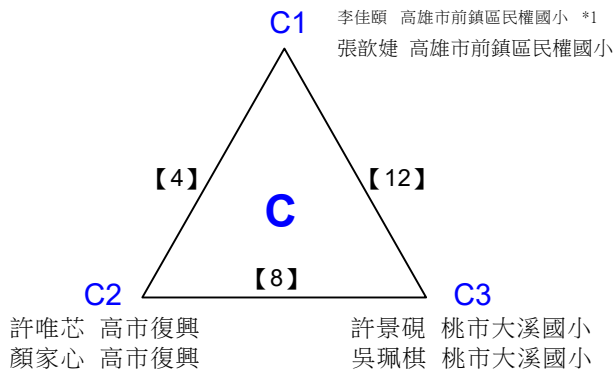 C1
李佳頤 高雄市前鎮區民權國小 *1
張歆婕 高雄市前鎮區民權國小
【4】
【12】
C
【8】
C2
C3
許唯芯 高市復興
許景硯 桃市大溪國小
顏家心 高市復興
吳珮棋 桃市大溪國小